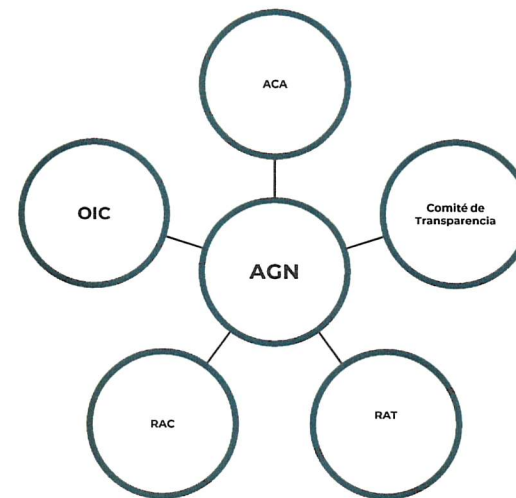 ACA
OIC
Comité de
Transparencia
AGN
RAC
RAT